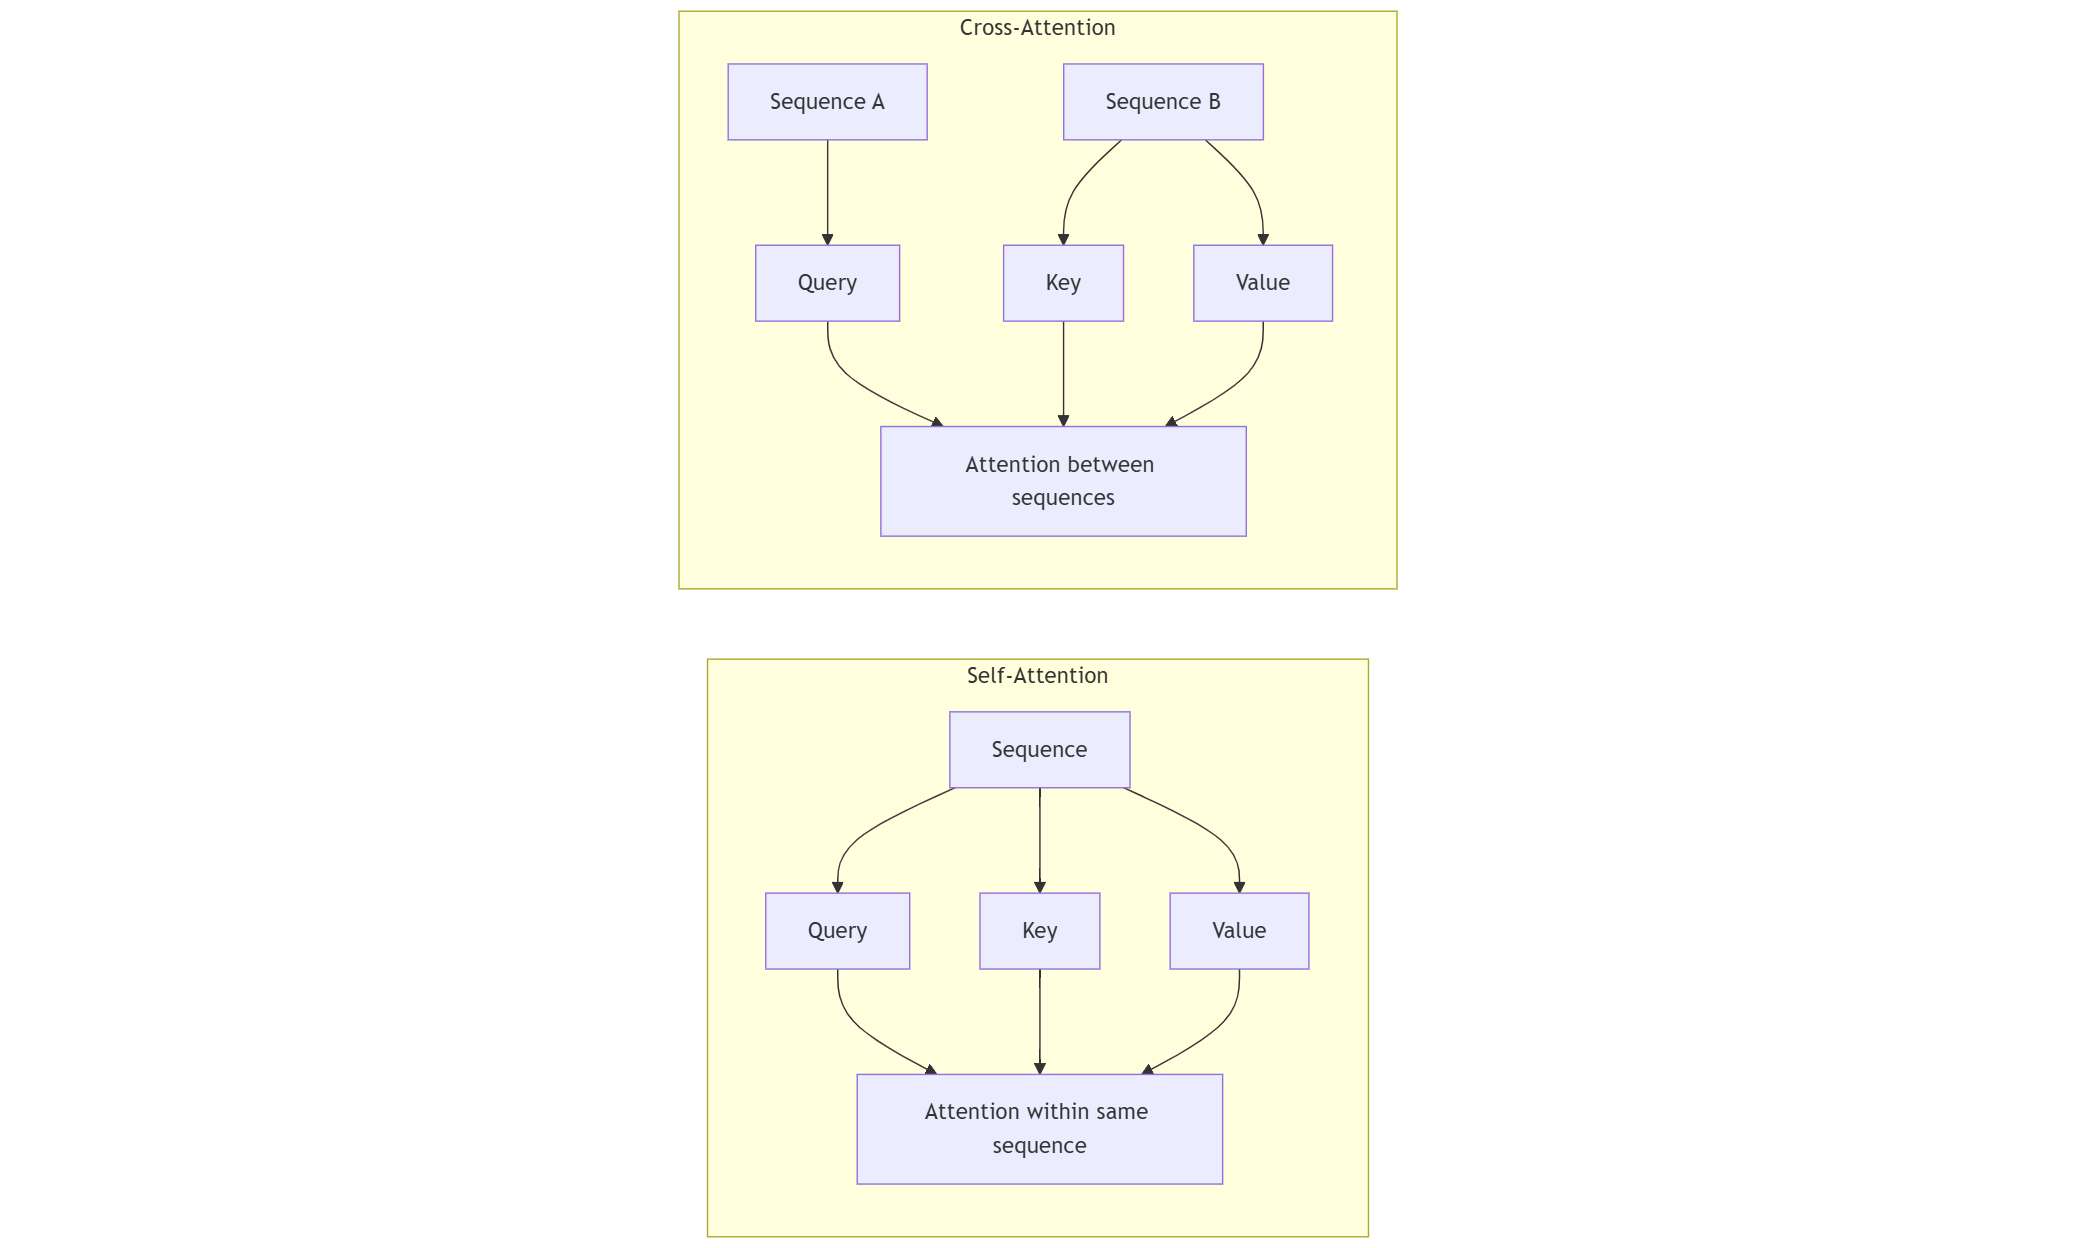 Cross-Attention
Sequence A
Sequence B
Query
Key
Value
Attention between
sequences
Self-Attention
Sequence
Query
Key
Value
Attention within same
sequence